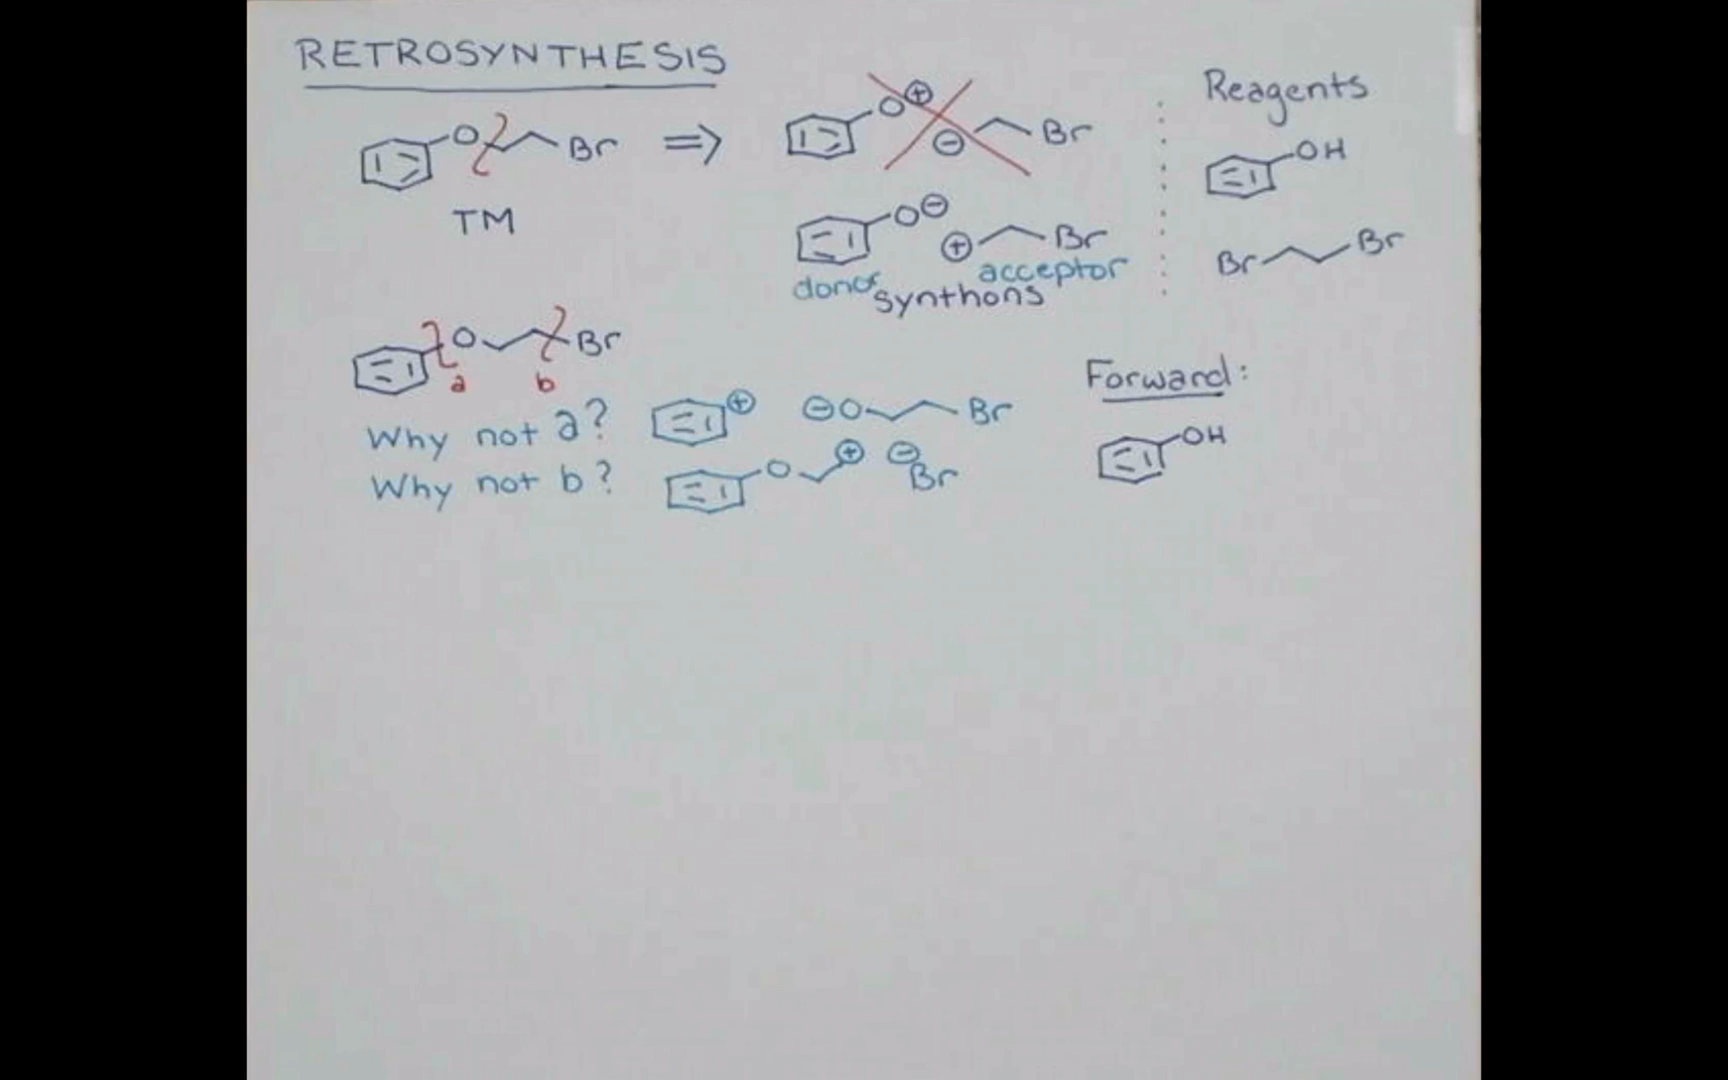 RETROSYNTHESIS
O Br ⇒ O⊕ ⊖ Br
TM
O⊖ ⊕ Br
donor acceptor
synthons
Reagents
OH
Br Br
O Br
a b
Why not a? ⊕ ⊖O Br
Why not b? O ⊕ ⊖Br
Forward:
OH